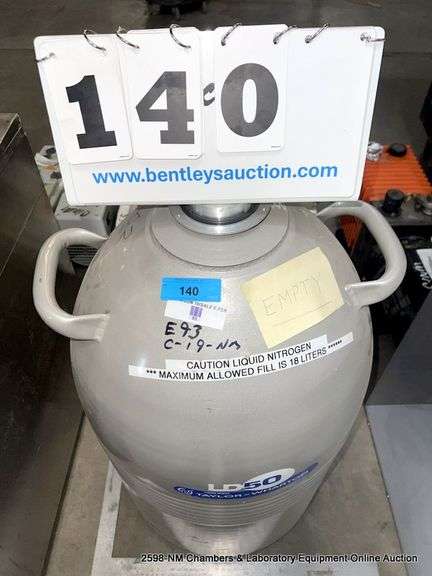 140
www.bentleysauction.com
140
E93
C-19-NM
EMPTY
CAUTION LIQUID NITROGEN
*** MAXIMUM ALLOWED FILL IS 18 LITERS ******
LD50
TAYLOR-WHARTON
2598-NM Chambers & Laboratory Equipment Online Auction